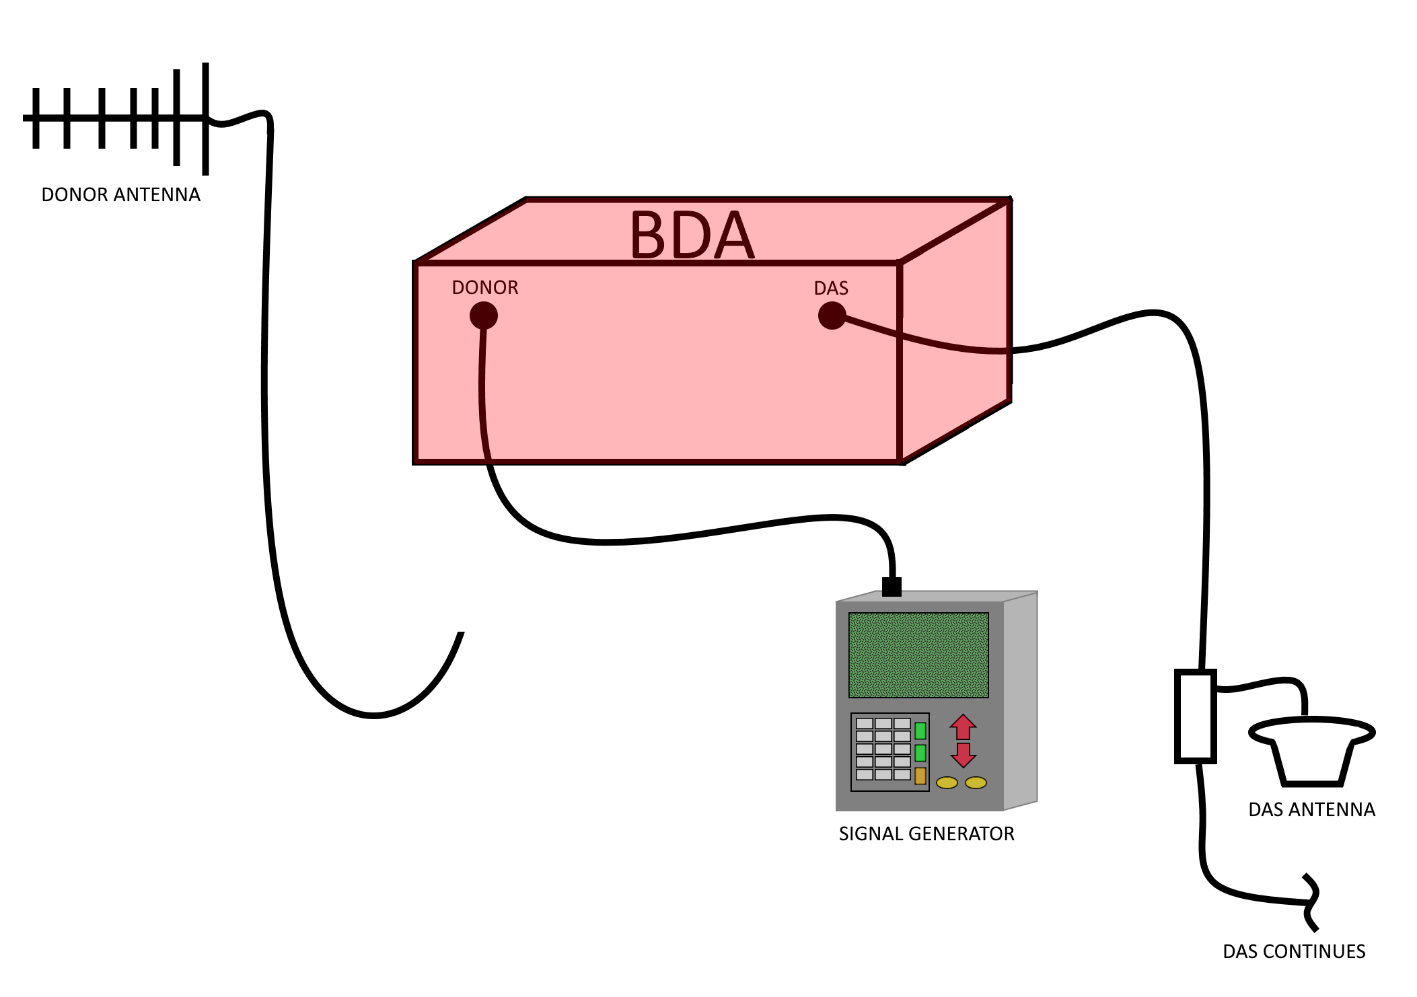 DONOR ANTENNA
BDA
DONOR
DAS
SIGNAL GENERATOR
DAS ANTENNA
DAS CONTINUES